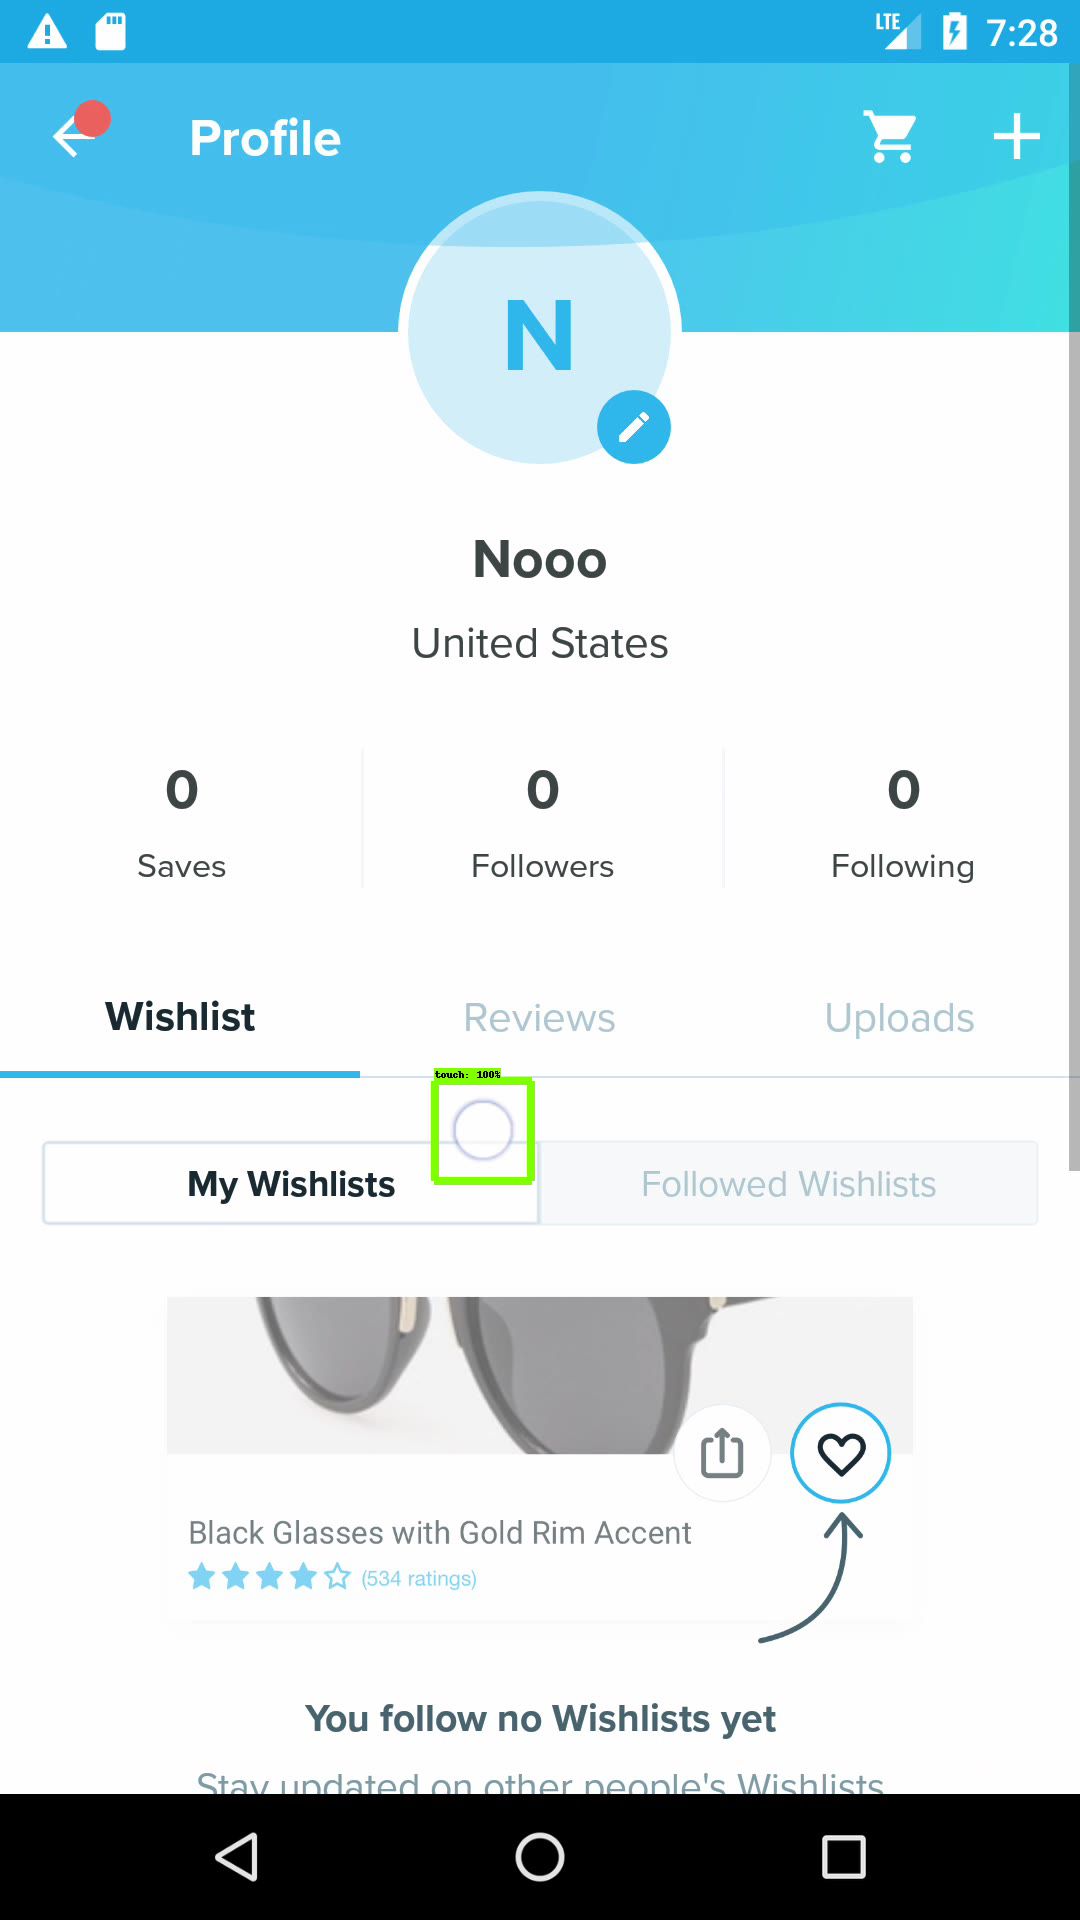 LTE 7:28
Profile
N
Nooo
United States
0 0 0
Saves Followers Following
Wishlist Reviews Uploads
touch: 100%
My Wishlists Followed Wishlists
Black Glasses with Gold Rim Accent
(534 ratings)
You follow no Wishlists yet
Stay updated on other people's Wishlists